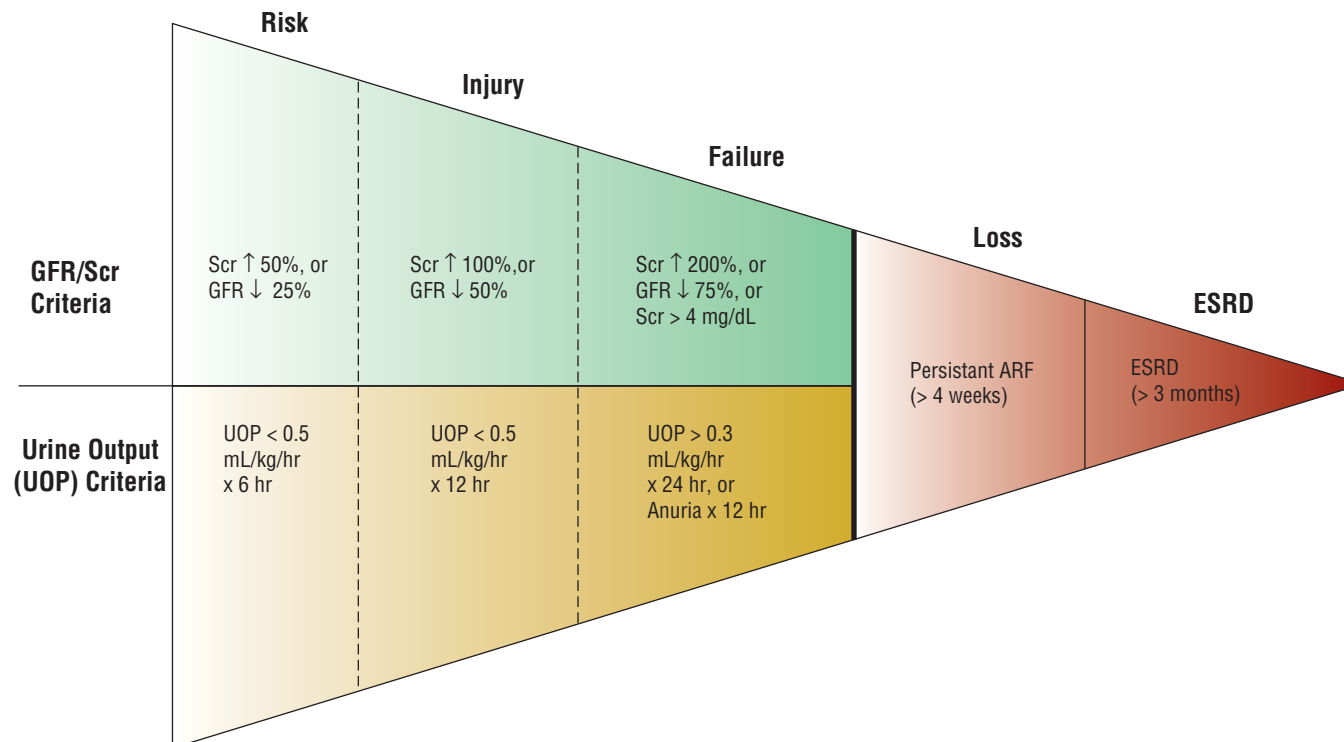 Risk
Injury
Failure
Loss
ESRD
GFR/Scr
Criteria
Scr ↑ 50%, or
GFR ↓ 25%
Scr ↑ 100%,or
GFR ↓ 50%
Scr ↑ 200%, or
GFR ↓ 75%, or
Scr > 4 mg/dL
Persistant ARF
(> 4 weeks)
ESRD
(> 3 months)
Urine Output
(UOP) Criteria
UOP < 0.5
mL/kg/hr
x 6 hr
UOP < 0.5
mL/kg/hr
x 12 hr
UOP > 0.3
mL/kg/hr
x 24 hr, or
Anuria x 12 hr